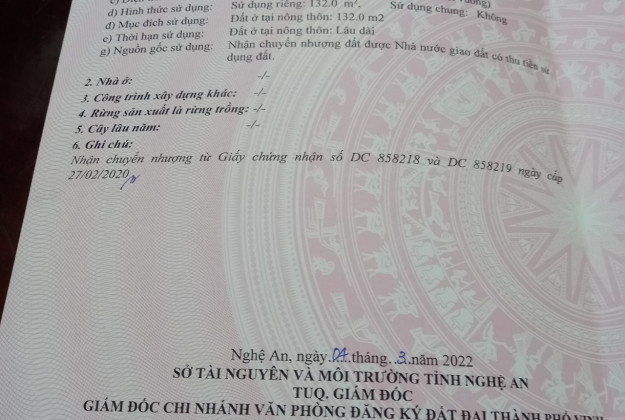 d) Hình thức sử dụng: Sử dụng riêng: 132.0 m², Sử dụng chung: Không
đ) Mục đích sử dụng: Đất ở tại nông thôn: 132.0 m2
e) Thời hạn sử dụng: Đất ở tại nông thôn: Lâu dài
g) Nguồn gốc sử dụng: Nhận chuyển nhượng đất được Nhà nước giao đất có thu tiền sử
dụng đất.
2. Nhà ở: -/-
3. Công trình xây dựng khác: -/-
4. Rừng sản xuất là rừng trồng: -/-
5. Cây lâu năm: -/-
6. Ghi chú:
Nhận chuyển nhượng từ Giấy chứng nhận số DC 858218 và DC 858219 ngày cấp
27/02/2020
Nghệ An, ngày 04 tháng 3 năm 2022
SỞ TÀI NGUYÊN VÀ MÔI TRƯỜNG TỈNH NGHỆ AN
TUQ. GIÁM ĐỐC
GIÁM ĐỐC CHI NHÁNH VĂN PHÒNG ĐĂNG KÝ ĐẤT ĐAI THÀNH PHỐ VINH